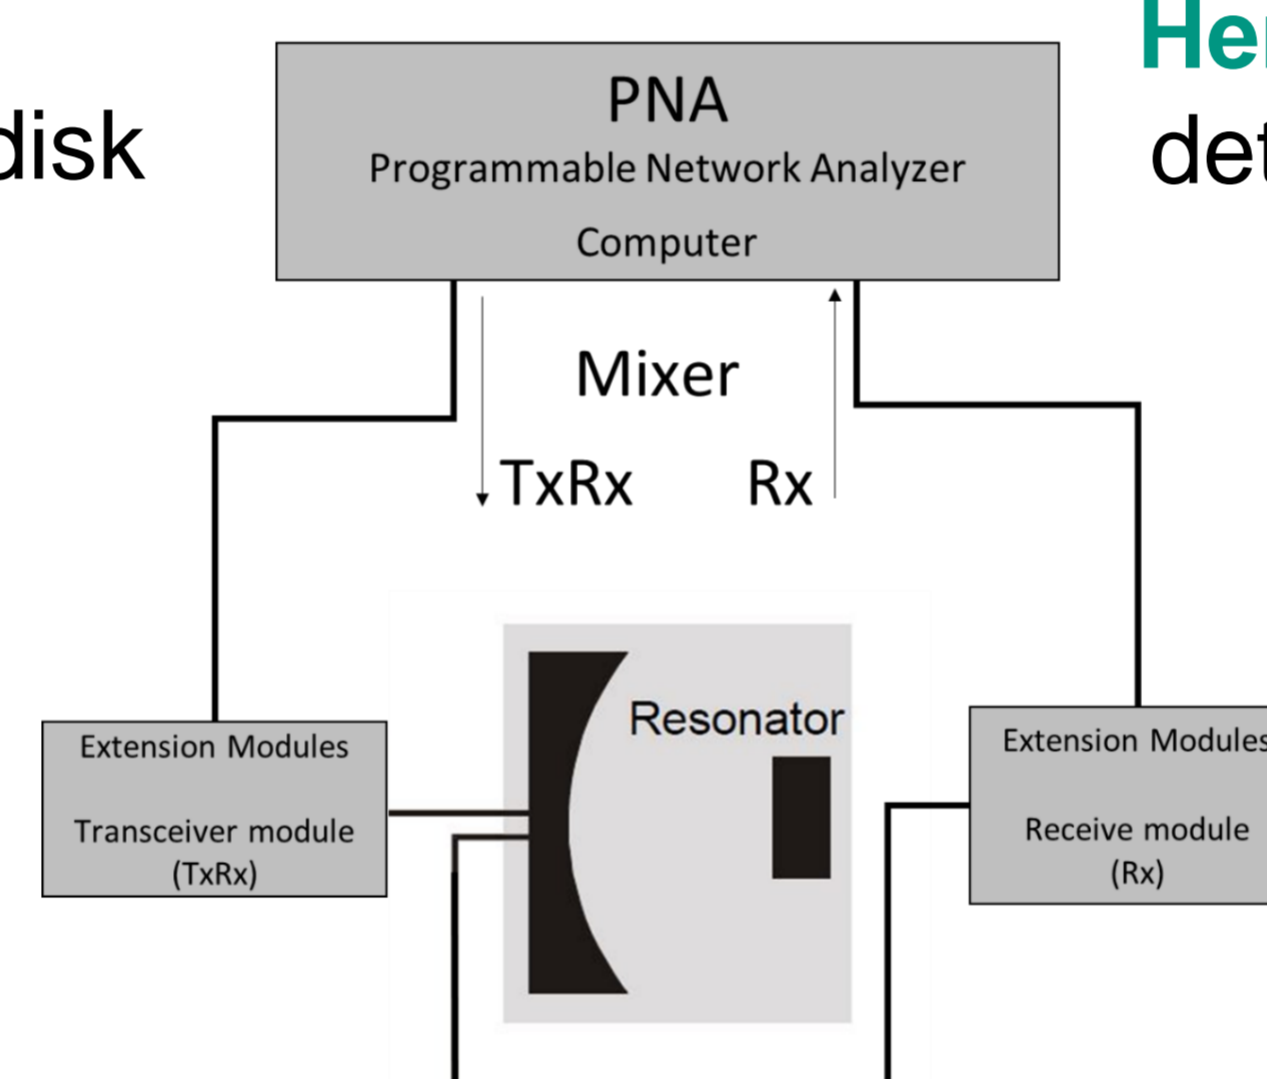 disk
PNA
Programmable Network Analyzer
Computer
Mixer
TxRx
Rx
Resonator
Extension Modules
Transceiver module
(TxRx)
Extension Modules
Receive module
(Rx)